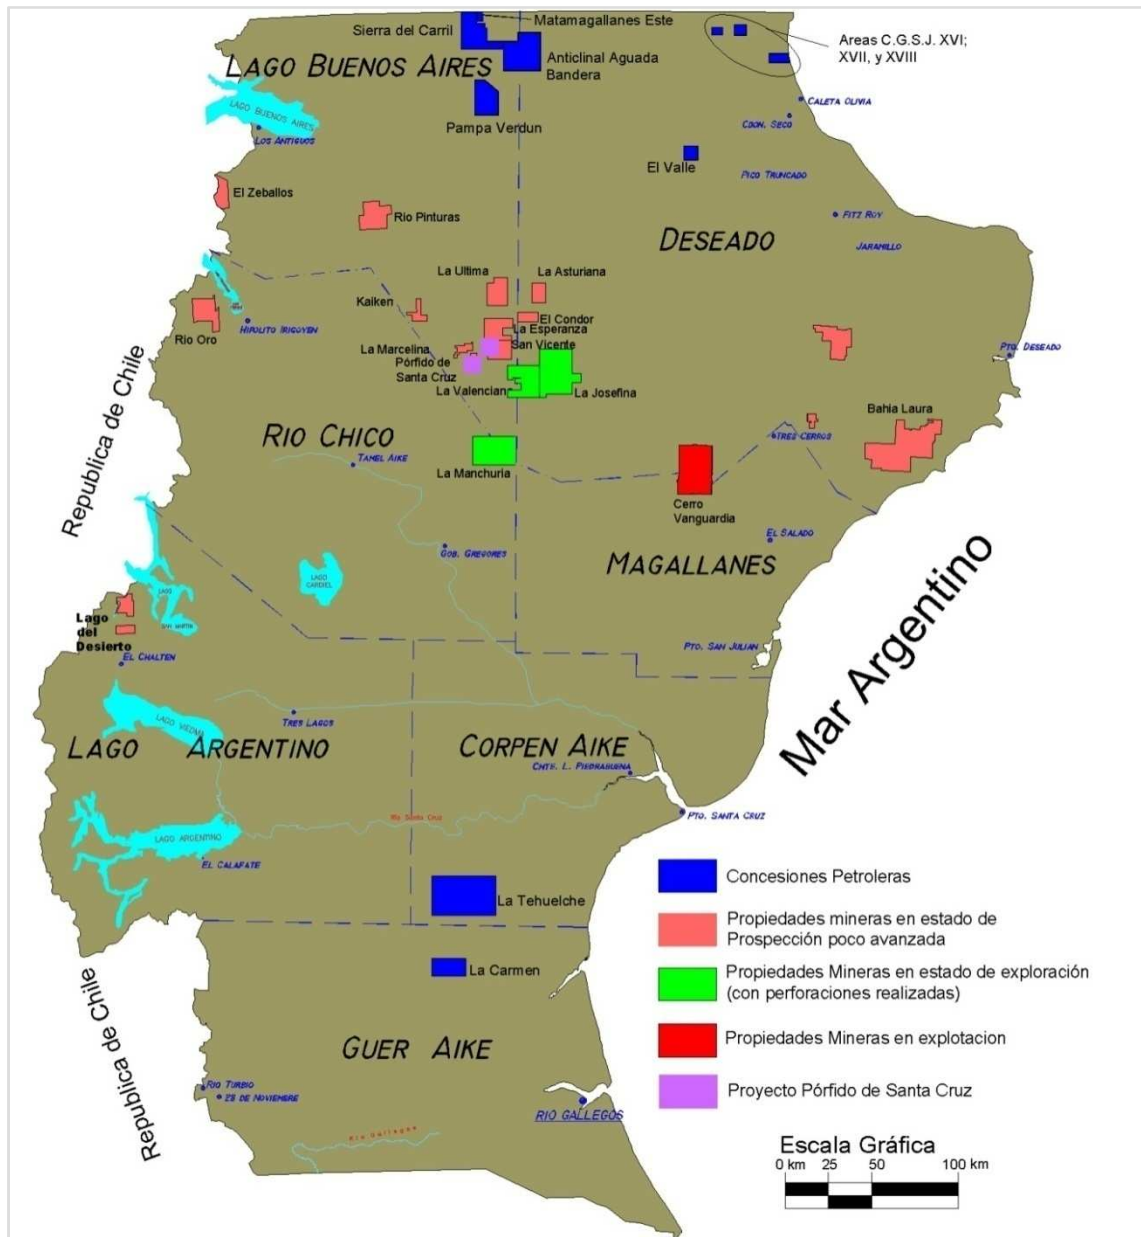 Sierra del Carril
Matamagallanes Este
Areas C.G.S.J. XVI;
XVII, y XVIII
LAGO BUENOS AIRES
Anticlinal Aguada
Bandera
LAGO BUENOS AIRES
CALETA OLIVIA
CDON. SECO
Pampa Verdun
LOS ANTIGUOS
El Valle
PICO TRUNCADO
El Zeballos
Rio Pinturas
FITZ ROY
DESEADO
JARAMILLO
La Ultima
La Asturiana
Kaiken
El Condor
HIPOLITO IRIGOYEN
La Esperanza
Rio Oro
San Vicente
La Marcelina
Pórfido de
Santa Cruz
PTO. DESEADO
La Valenciana
La Josefina
Republica de Chile
Bahia Laura
RIO CHICO
TRES CERROS
TAMEL AIKE
La Manchuria
Cerro
Vanguardia
EL SALADO
GOB. GREGORES
MAGALLANES
LAGO
CARDIEL
LAGO
SAN MARTIN
Lago
del
Desierto
EL CHALTEN
PTO. SAN JULIAN
Mar Argentino
LAGO VIEDMA
TRES LAGOS
LAGO ARGENTINO
CORPEN AIKE
CMTE. L. PIEDRABUENA
Rio Santa Cruz
PTO. SANTA CRUZ
LAGO ARGENTINO
EL CALAFATE
La Tehuelche
Concesiones Petroleras
Propiedades mineras en estado de
Prospección poco avanzada
La Carmen
Propiedades Mineras en estado de exploración
(con perforaciones realizadas)
Republica de Chile
Propiedades Mineras en explotacion
GUER AIKE
RIO TURBIO
28 DE NOVIEMBRE
Proyecto Pórfido de Santa Cruz
RIO GALLEGOS
Rio Gallegos
Escala Gráfica
0 km 25 50 100 km